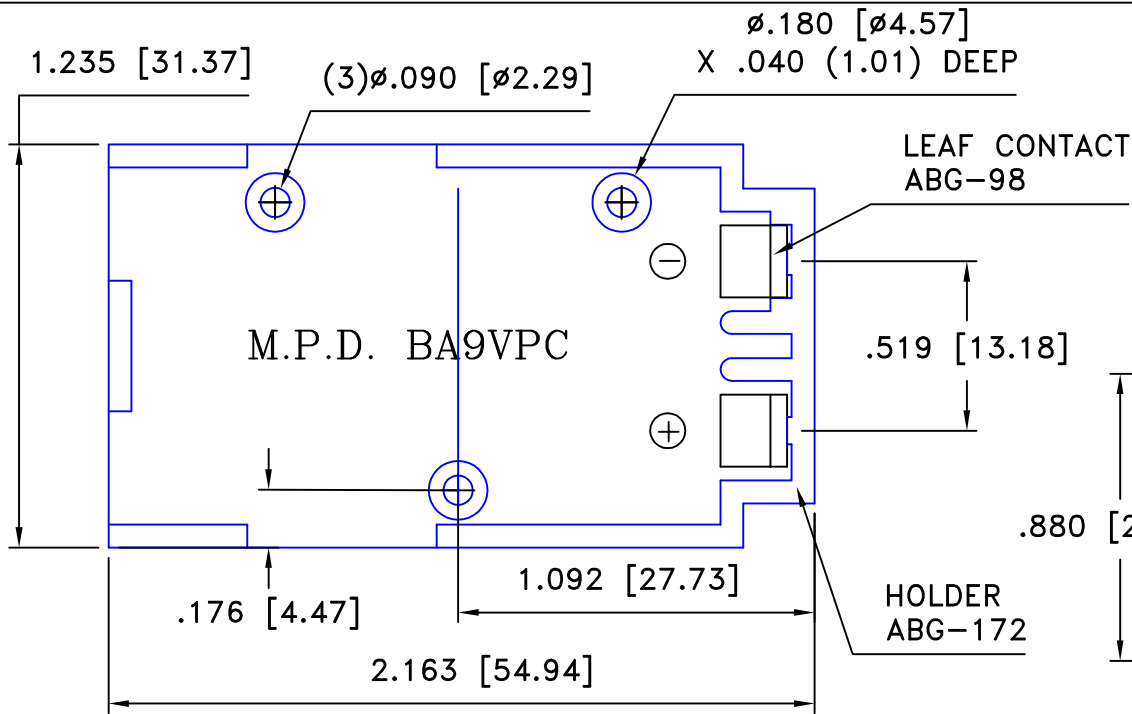 ø.180 [ø4.57]
X .040 (1.01) DEEP
1.235 [31.37]
(3)ø.090 [ø2.29]
LEAF CONTACT
ABG-98
M.P.D. BA9VPC
.519 [13.18]
.880 [2
1.092 [27.73]
.176 [4.47]
HOLDER
ABG-172
2.163 [54.94]